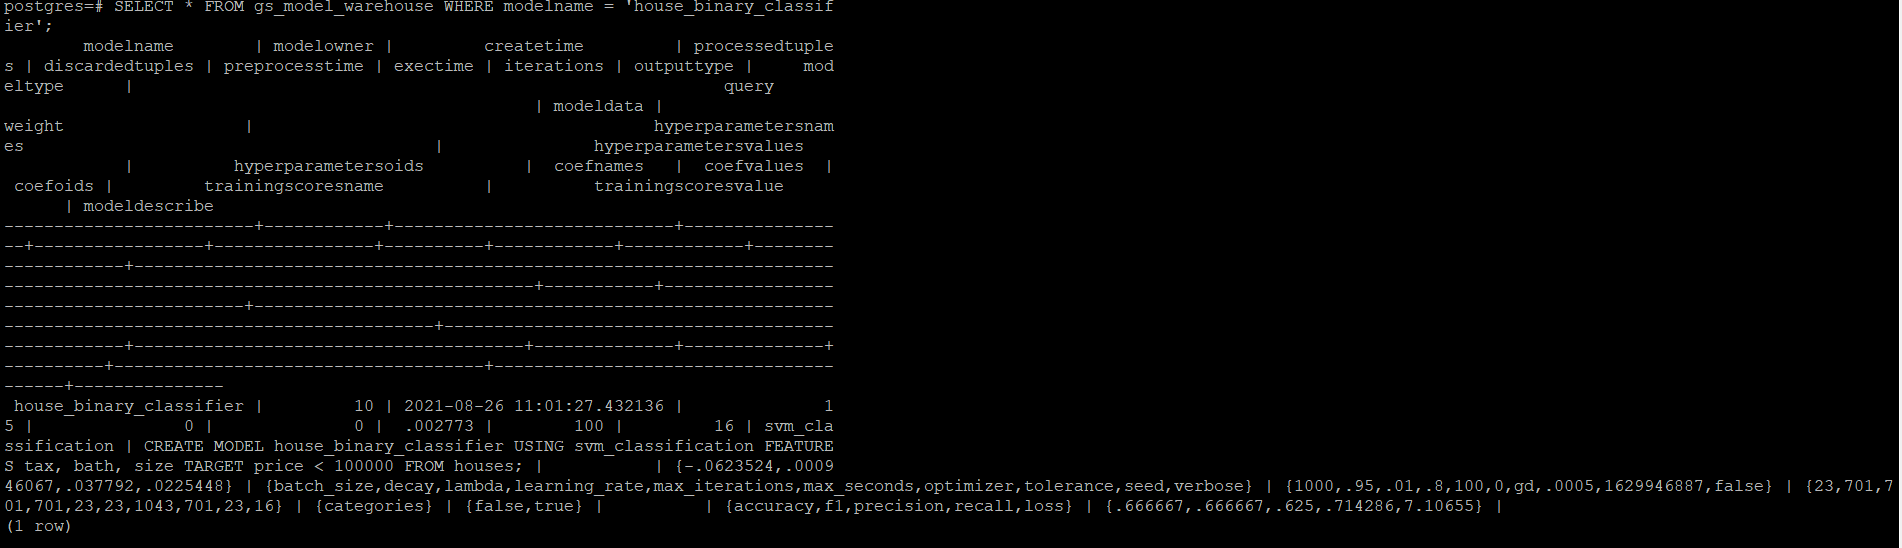 postgres=# SELECT * FROM gs_model_warehouse WHERE modelname = 'house_binary_classif
ier';
        modelname        | modelowner |         createtime         | processedtuple
s | discardedtuples | preprocesstime | exectime | iterations | outputtype |     mod
eltype      |                                                           query
                                                     | modeldata |
weight                  |                                        hyperparametersnam
es                                         |               hyperparametersvalues
            |          hyperparametersoids          |  coefnames   |  coefvalues  |
 coefoids |         trainingscoresname          |          trainingscoresvalue
      | modeldescribe
-------------------------+------------+----------------------------+---------------
--+-----------------+----------------+----------+------------+------------+--------
------------+----------------------------------------------------------------------
-----------------------------------------------------+-----------+-----------------
------------------------+----------------------------------------------------------
-------------------------------------------+---------------------------------------
------------+---------------------------------------+--------------+--------------+
----------+-------------------------------------+----------------------------------
------+---------------
 house_binary_classifier |         10 | 2021-08-26 11:01:27.432136 |              1
5 |               0 |              0 |  .002773 |        100 |         16 | svm_cla
ssification | CREATE MODEL house_binary_classifier USING svm_classification FEATURE
S tax, bath, size TARGET price < 100000 FROM houses; |           | {-.0623524,.0009
46067,.037792,.0225448} | {batch_size,decay,lambda,learning_rate,max_iterations,max_seconds,optimizer,tolerance,seed,verbose} | {1000,.95,.01,.8,100,0,gd,.0005,1629946887,false} | {23,701,7
01,701,23,23,1043,701,23,16} | {categories} | {false,true} |          | {accuracy,f1,precision,recall,loss} | {.666667,.666667,.625,.714286,7.10655} |
(1 row)